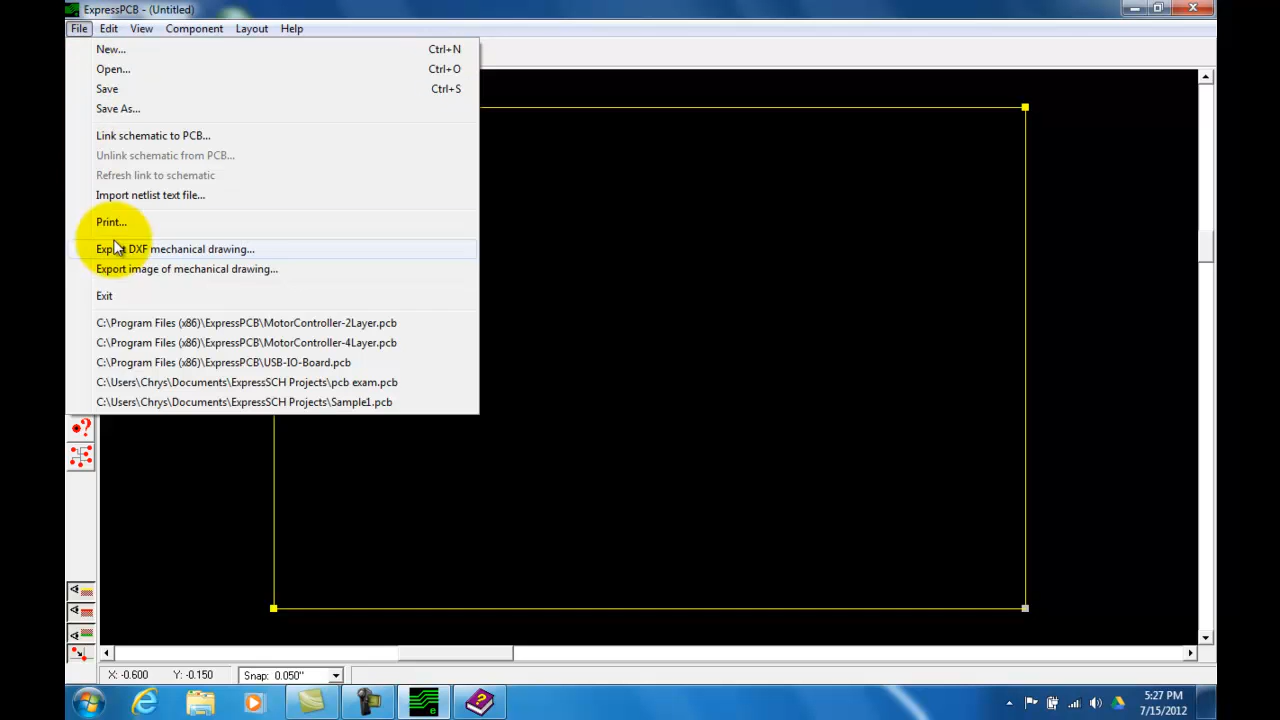 ExpressPCB - (Untitled)
File Edit View Component Layout Help
New... Ctrl+N
Open... Ctrl+O
Save Ctrl+S
Save As...
Link schematic to PCB...
Unlink schematic from PCB...
Refresh link to schematic
Import netlist text file...
Print...
Export DXF mechanical drawing...
Export image of mechanical drawing...
Exit
C:\Program Files (x86)\ExpressPCB\MotorController-2Layer.pcb
C:\Program Files (x86)\ExpressPCB\MotorController-4Layer.pcb
C:\Program Files (x86)\ExpressPCB\USB-IO-Board.pcb
C:\Users\Chrys\Documents\ExpressSCH Projects\pcb exam.pcb
C:\Users\Chrys\Documents\ExpressSCH Projects\Sample1.pcb
X: -0.600 Y: -0.150 Snap: 0.050"
5:27 PM
7/15/2012